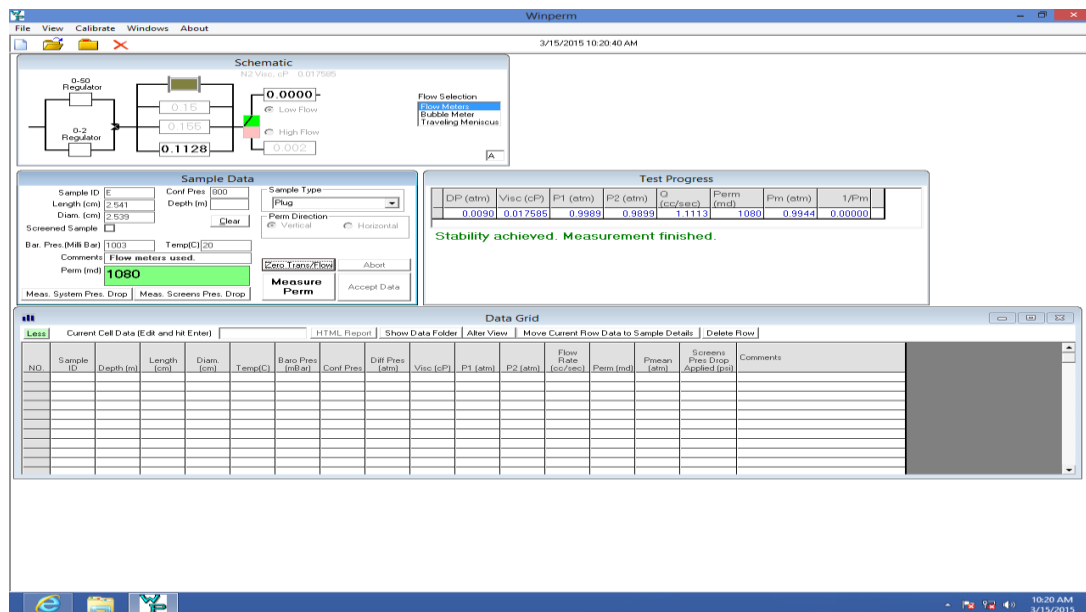 Winperm
File View Calibrate Windows About
3/15/2015 10:20:40 AM
Schematic
N2 Visc, cP 0.017585
0-50
Regulator
0-2
Regulator
0.15
0.155
0.1128
0.0000
Low Flow
High Flow
0.002
Flow Selection
Flow Meters
Bubble Meter
Traveling Meniscus
A
Sample Data
Sample ID E
Length (cm) 2.541
Diam. (cm) 2.539
Screened Sample
Conf Pres 800
Depth (m)
Clear
Sample Type
Plug
Perm Direction
Vertical Horizontal
Bar. Pres.(Milli Bar) 1003 Temp(C) 20
Comments Flow meters used.
Perm (md) 1080
Zero Trans/Flow Abort
Measure
Perm
Accept Data
Meas. System Pres. Drop Meas. Screens Pres. Drop
Test Progress
DP (atm) Visc (cP) P1 (atm) P2 (atm) Q (cc/sec) Perm (md) Pm (atm) 1/Pm
0.0090 0.017585 0.9989 0.9899 1.1113 1080 0.9944 0.00000
Stability achieved. Measurement finished.
Data Grid
Less Current Cell Data (Edit and hit Enter) HTML Report Show Data Folder Alter View Move Current Row Data to Sample Details Delete Row
NO. Sample ID Depth (m) Length (cm) Diam. (cm) Temp(C) Baro Pres (mBar) Conf Pres Diff Pres (atm) Visc (cP) P1 (atm) P2 (atm) Flow Rate (cc/sec) Perm (md) Pmean (atm) Screens Pres Drop Applied (psi) Comments
10:20 AM
3/15/2015